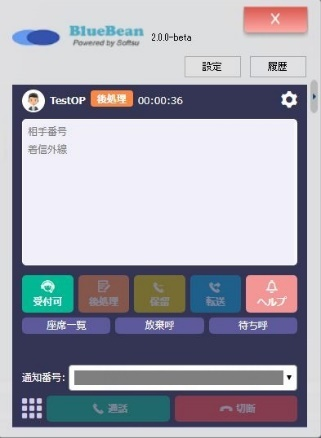 X
BlueBean
Powered by Softsu
2.0.0-beta
設定 履歴
TestOP 後処理 00:00:36
相手番号
着信外線
受付可 後処理 保留 転送 ヘルプ
座席一覧 放棄呼 待ち呼
通知番号:
通話 切断